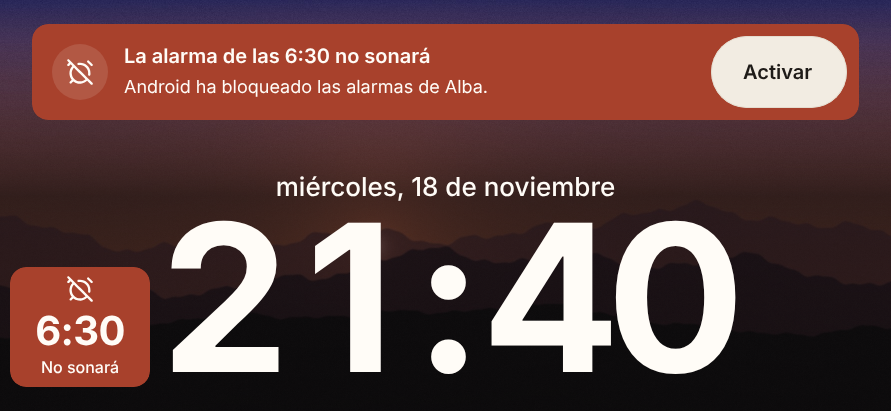 La alarma de las 6:30 no sonará
Android ha bloqueado las alarmas de Alba.
Activar
miércoles, 18 de noviembre
21:40
6:30
No sonará